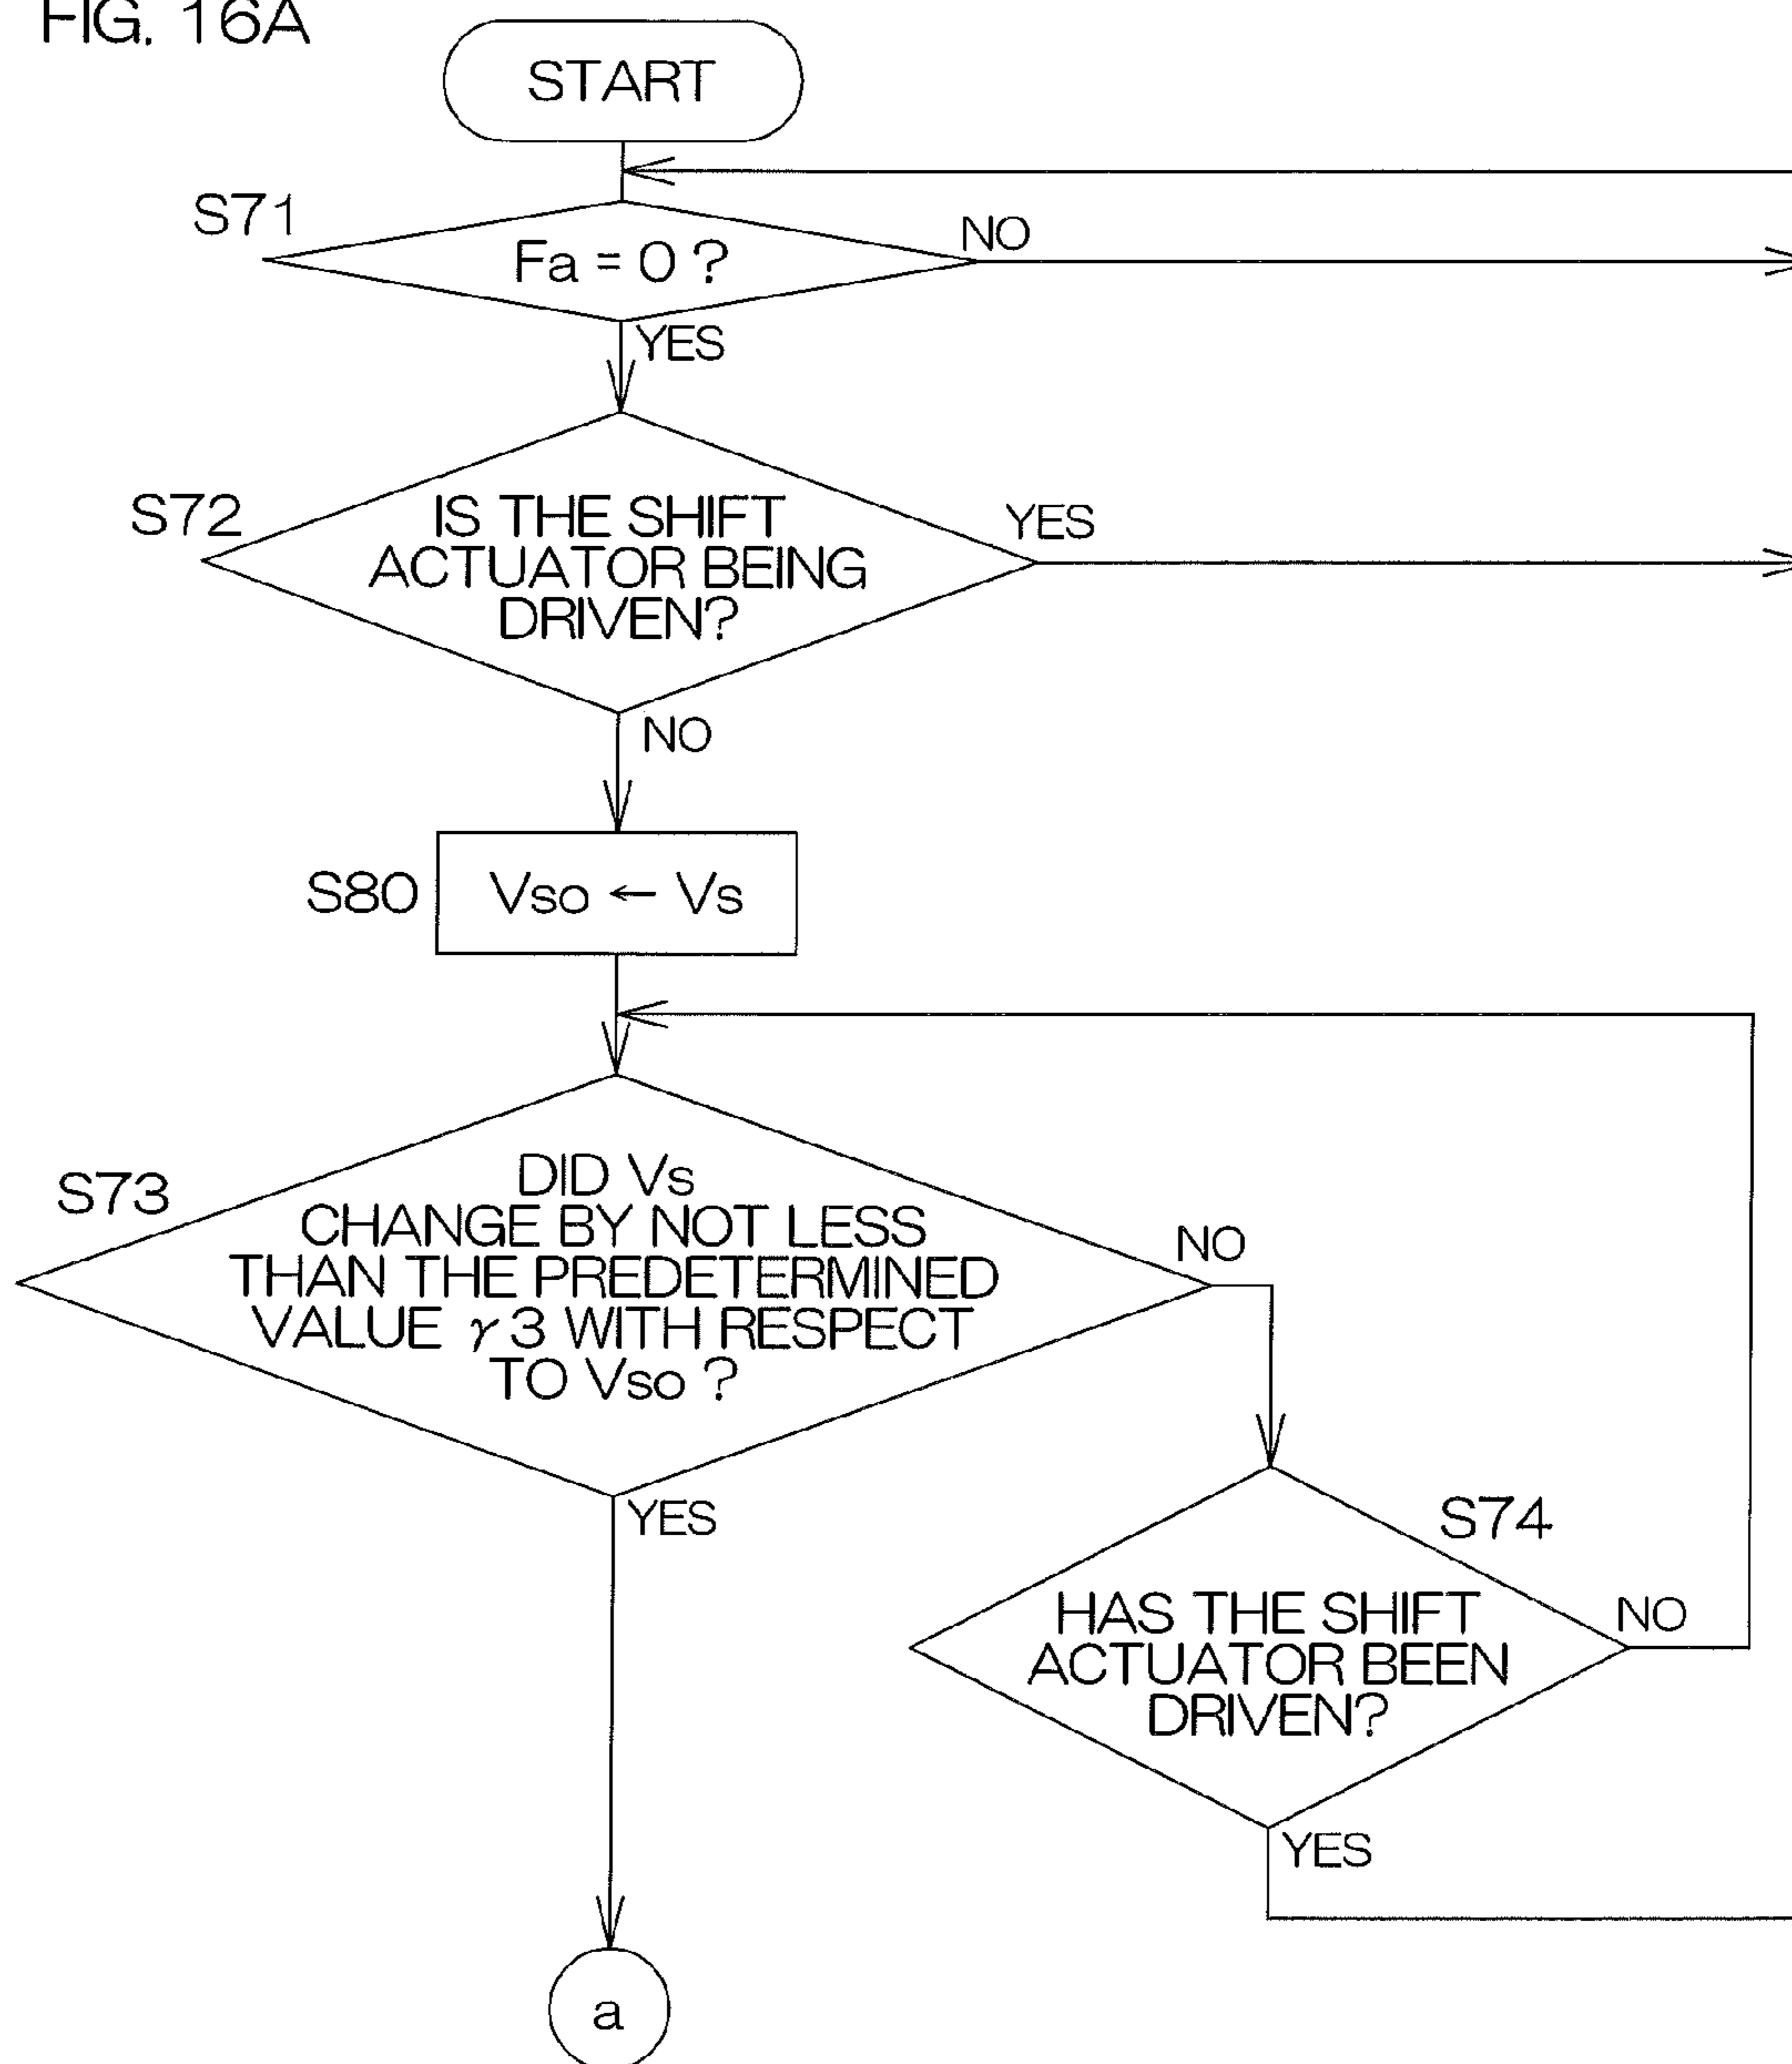 FIG. 16A
START
S71
Fa = 0 ?
NO
YES
S72
IS THE SHIFT
ACTUATOR BEING
DRIVEN?
YES
NO
S80
Vso ← Vs
S73
DID Vs
CHANGE BY NOT LESS
THAN THE PREDETERMINED
VALUE γ3 WITH RESPECT
TO Vso ?
NO
YES
S74
HAS THE SHIFT
ACTUATOR BEEN
DRIVEN?
NO
YES
a